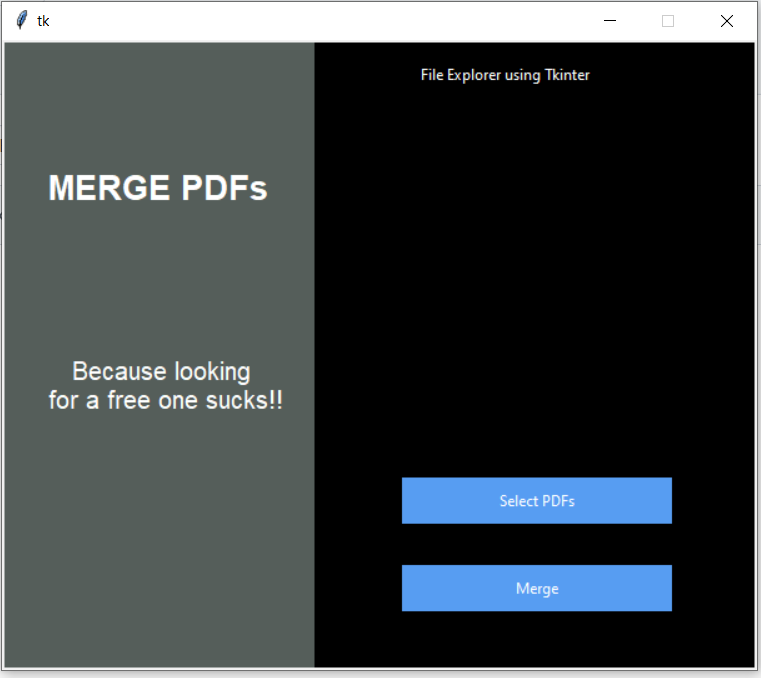 tk
File Explorer using Tkinter
MERGE PDFs
Because looking
for a free one sucks!!
Select PDFs
Merge